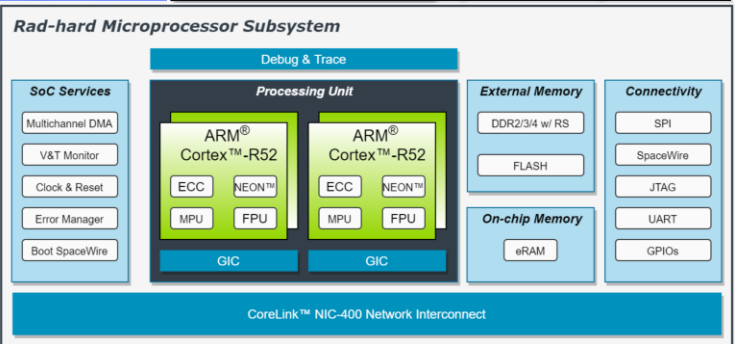 Rad-hard Microprocessor Subsystem
Debug & Trace
SoC Services
Multichannel DMA
V&T Monitor
Clock & Reset
Error Manager
Boot SpaceWire
Processing Unit
ARM®
Cortex™-R52
ECC
NEON™
MPU
FPU
GIC
ARM®
Cortex™-R52
ECC
NEON™
MPU
FPU
GIC
External Memory
DDR2/3/4 w/ RS
FLASH
On-chip Memory
eRAM
Connectivity
SPI
SpaceWire
JTAG
UART
GPIOs
CoreLink™ NIC-400 Network Interconnect